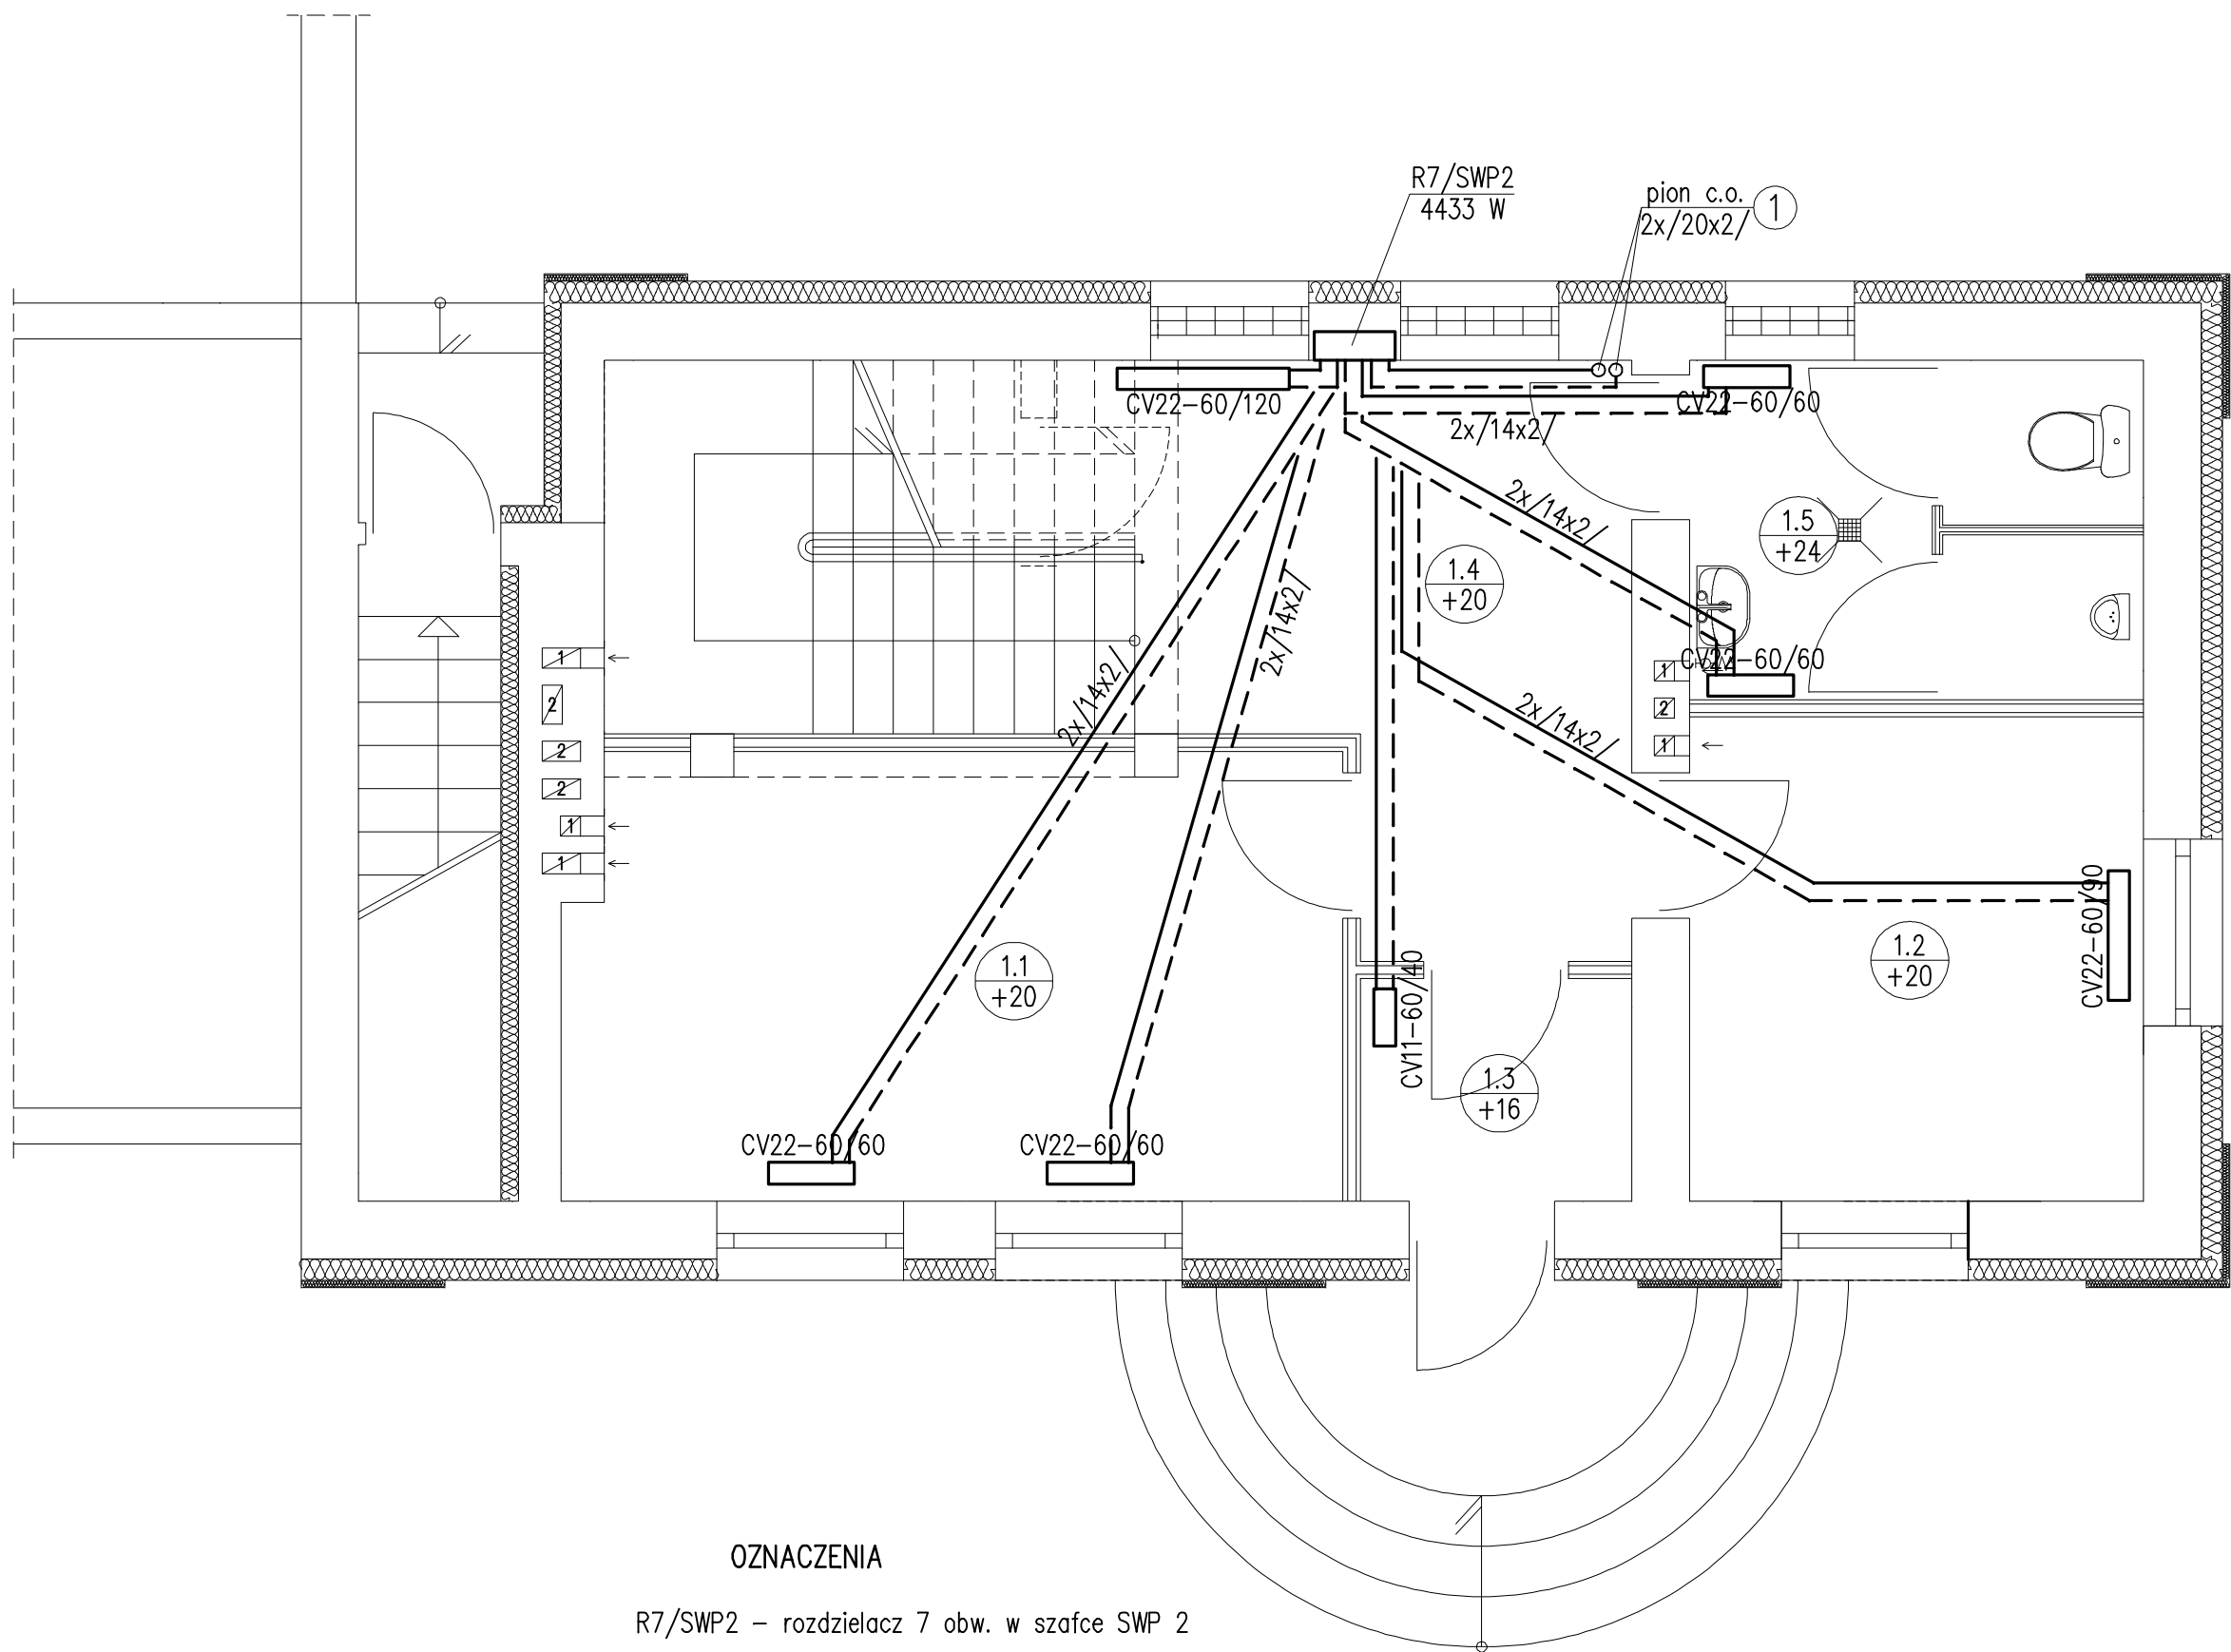 R7/SWP2
4433 W
pion c.o.
2x/20x2/
1
CV22-60/120
CV22-60/60
2x/14x2/
2x/14x2/
1.5
+24
1.4
+20
2x/14x2/
2x/14x2/
CV22-60/60
1
2
1
2x/14x2/
1
2
2
2
1
1
CV22-60/90
1.2
+20
1.1
+20
CV11-60/40
1.3
+16
CV22-60/60
CV22-60/60
OZNACZENIA
R7/SWP2 – rozdzielacz 7 obw. w szafce SWP 2